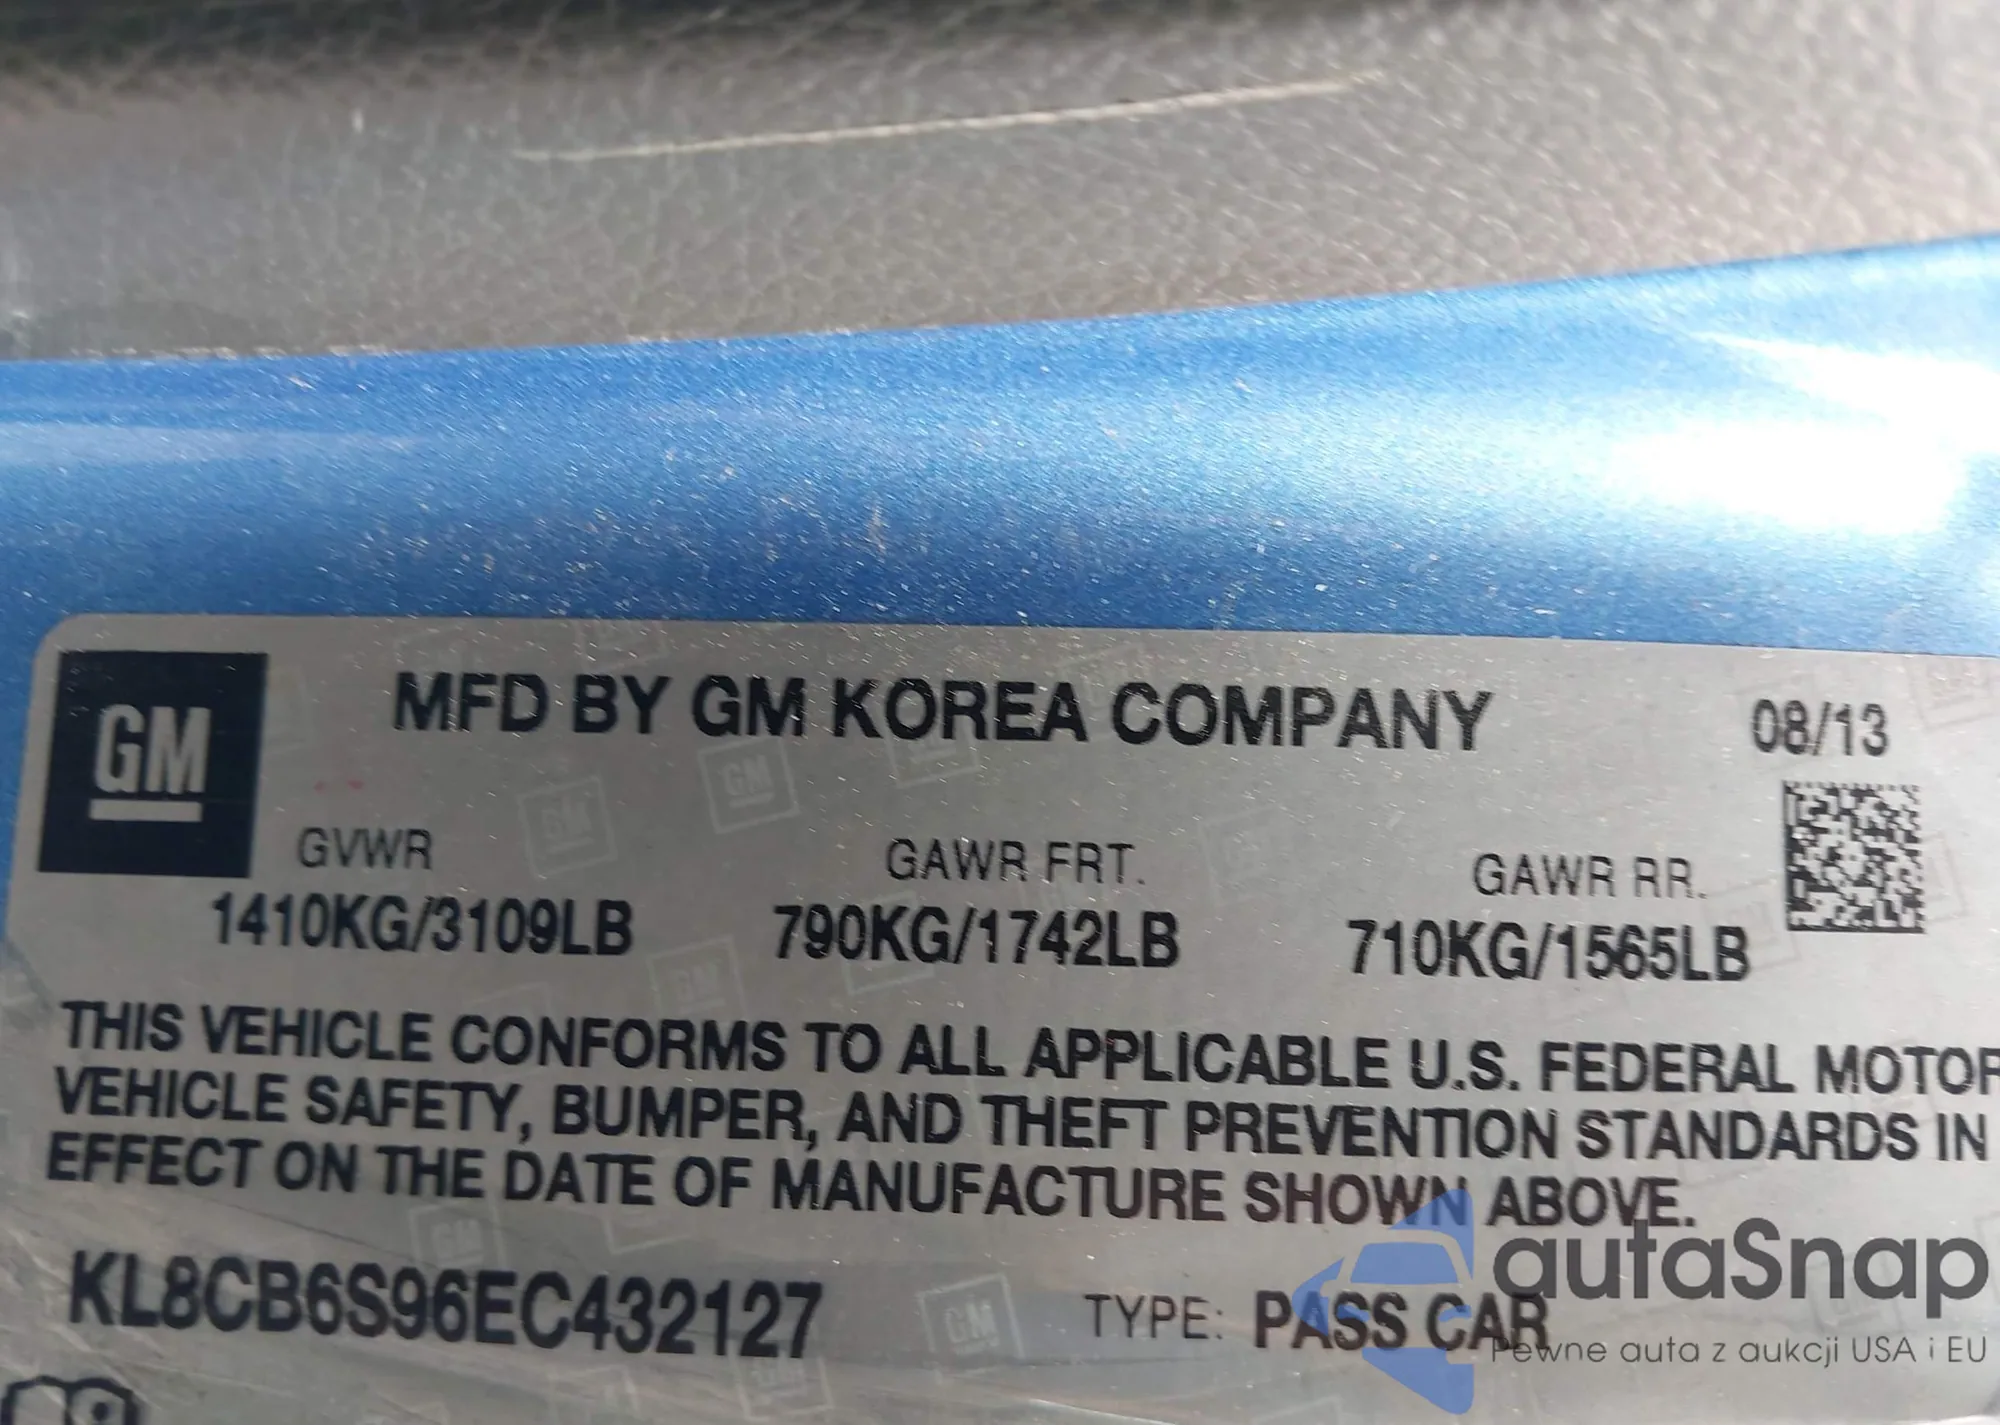 GM
MFD BY GM KOREA COMPANY 08/13
GVWR GAWR FRT. GAWR RR.
1410KG/3109LB 790KG/1742LB 710KG/1565LB
THIS VEHICLE CONFORMS TO ALL APPLICABLE U.S. FEDERAL MOTOR
VEHICLE SAFETY, BUMPER, AND THEFT PREVENTION STANDARDS IN
EFFECT ON THE DATE OF MANUFACTURE SHOWN ABOVE.
KL8CB6S96EC432127 TYPE: PASS CAR
autaSnap
Pewne auta z aukcji USA i EU